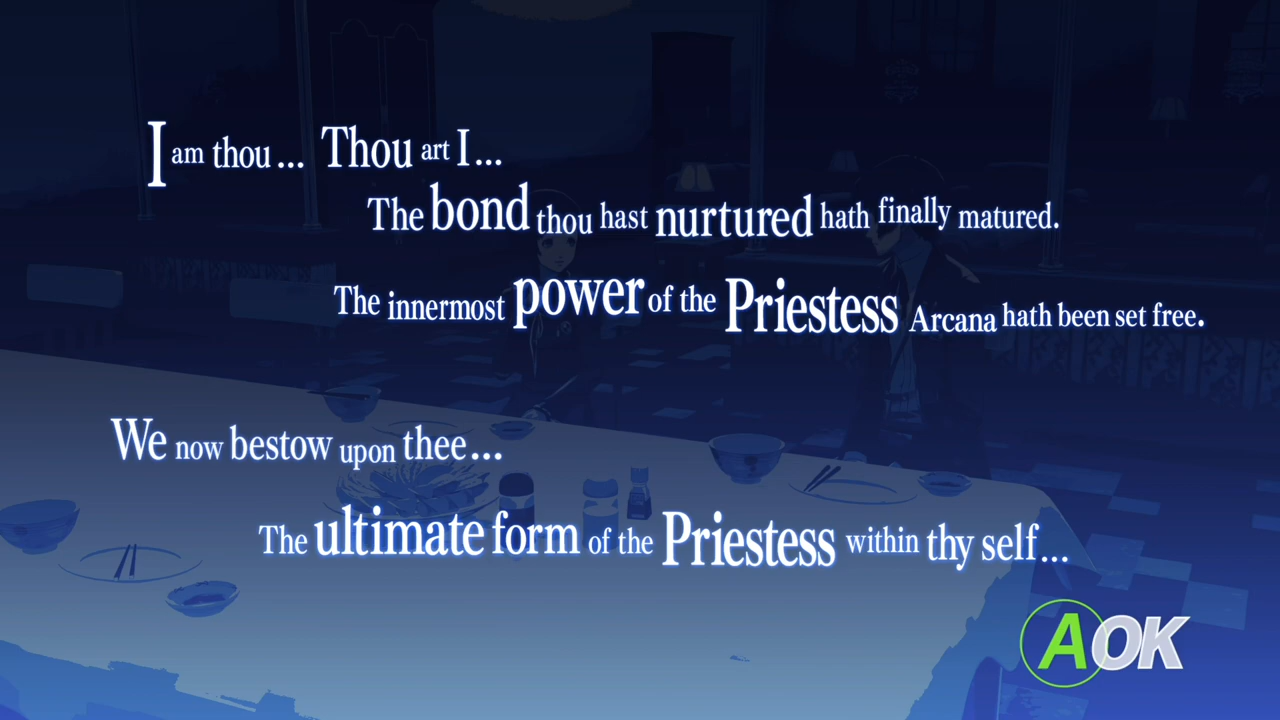 I am thou... Thou art I...
The bond thou hast nurtured hath finally matured.
The innermost power of the Priestess Arcana hath been set free.
We now bestow upon thee...
The ultimate form of the Priestess within thy self...
A OK